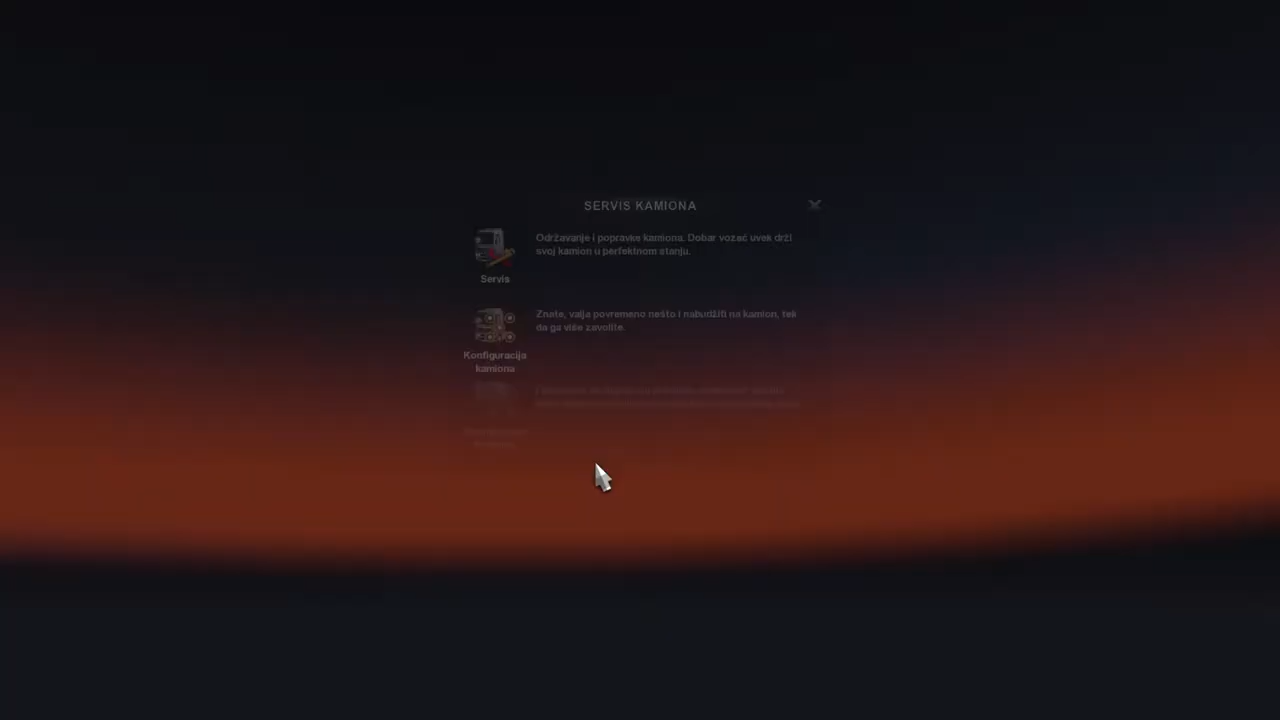 SERVIS KAMIONA
Održavanje i popravke kamiona. Dobar vozač uvek drži
svoj kamion u perfektnom stanju.
Servis
Znate, valja povremeno nešto i nabudžiti na kamion, tek
da ga više zavolite.
Konfiguracija
kamiona